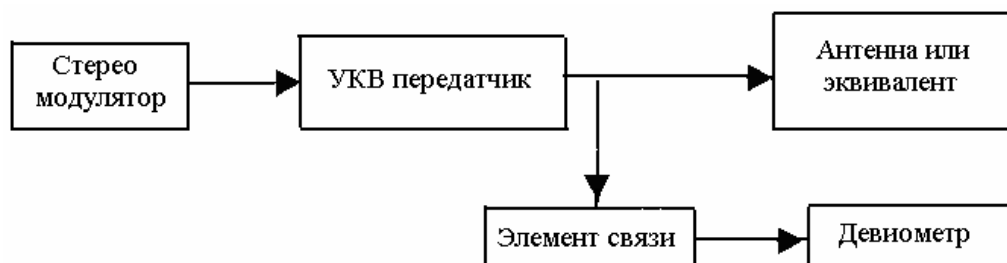 Стерео
модулятор
УКВ передатчик
Антенна или
эквивалент
Элемент связи
Девиометр